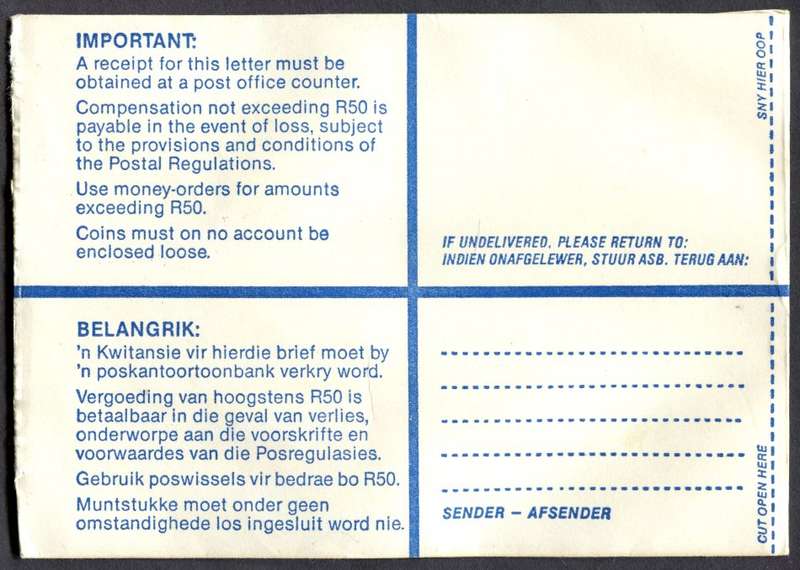 IMPORTANT:
A receipt for this letter must be
obtained at a post office counter.
Compensation not exceeding R50 is
payable in the event of loss, subject
to the provisions and conditions of
the Postal Regulations.
Use money-orders for amounts
exceeding R50.
Coins must on no account be
enclosed loose.
SNY HIER OOP
IF UNDELIVERED, PLEASE RETURN TO:
INDIEN ONAFGELEWER, STUUR ASB. TERUG AAN:
BELANGRIK:
'n Kwitansie vir hierdie brief moet by
'n poskantoortoonbank verkry word.
Vergoeding van hoogstens R50 is
betaalbaar in die geval van verlies,
onderworpe aan die voorskrifte en
voorwaardes van die Posregulasies.
Gebruik poswissels vir bedrae bo R50.
Muntstukke moet onder geen
omstandighede los ingesluit word nie.
SENDER – AFSENDER
CUT OPEN HERE